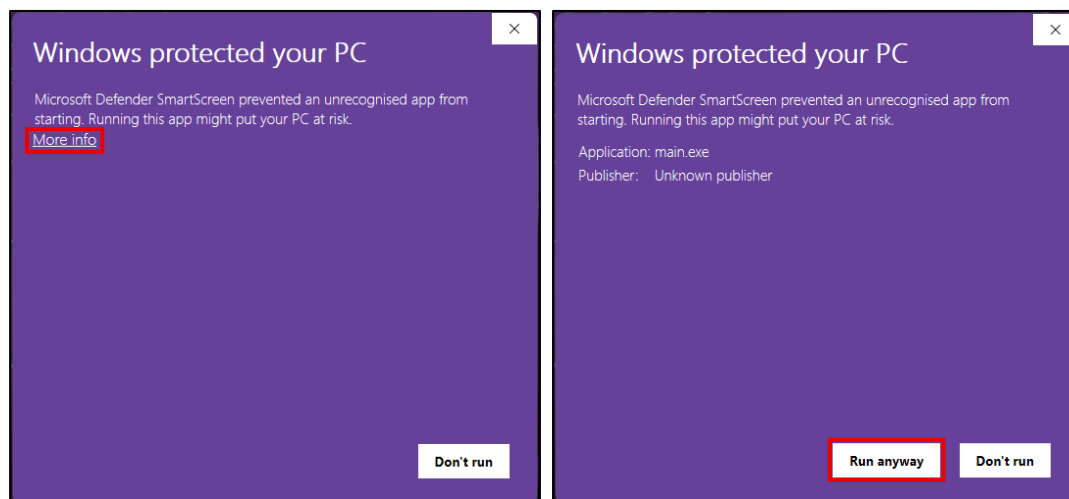 Windows protected your PC
Microsoft Defender SmartScreen prevented an unrecognised app from
starting. Running this app might put your PC at risk.
More info
Don't run
Windows protected your PC
Microsoft Defender SmartScreen prevented an unrecognised app from
starting. Running this app might put your PC at risk.
Application: main.exe
Publisher: Unknown publisher
Run anyway
Don't run